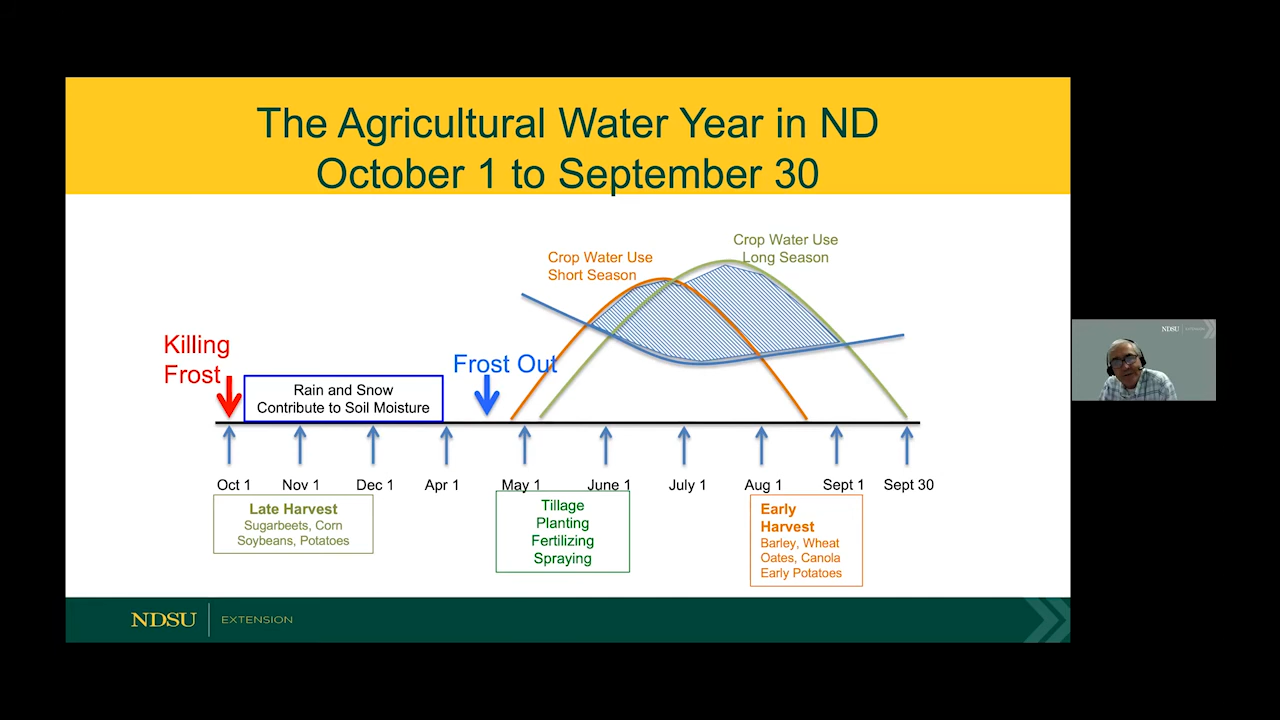 The Agricultural Water Year in ND
October 1 to September 30
Crop Water Use
Long Season
Crop Water Use
Short Season
Killing
Frost
Frost Out
Rain and Snow
Contribute to Soil Moisture
Oct 1
Nov 1
Dec 1
Apr 1
May 1
June 1
July 1
Aug 1
Sept 1
Sept 30
Late Harvest
Sugarbeets, Corn
Soybeans, Potatoes
Tillage
Planting
Fertilizing
Spraying
Early
Harvest
Barley, Wheat
Oates, Canola
Early Potatoes
NDSU
EXTENSION
NDSU